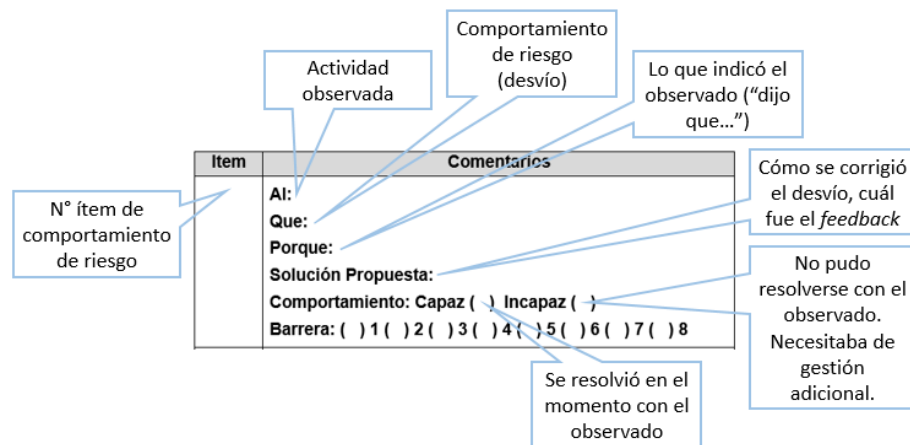 Comportamiento
de riesgo
(desvío)
Actividad
observada
Lo que indicó el
observado (“dijo
que...”)
Item
Comentarios
Cómo se corrigió
el desvío, cuál
fue el feedback
N° ítem de
comportamiento
de riesgo
Al:
Que:
Porque:
Solución Propuesta:
Comportamiento: Capaz ( ) Incapaz ( )
Barrera: ( ) 1 ( ) 2 ( ) 3 ( ) 4 ( ) 5 ( ) 6 ( ) 7 ( ) 8
No pudo
resolverse con el
observado.
Necesitaba de
gestión
adicional.
Se resolvió en el
momento con el
observado